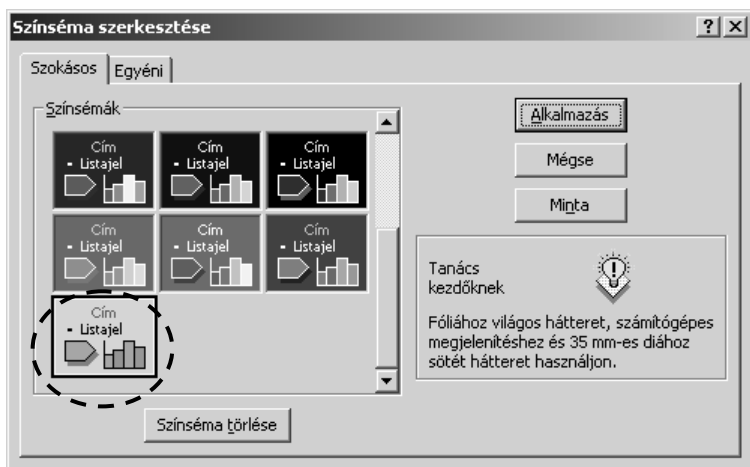 Színséma szerkesztése
Szokásos
Egyéni
Színsémák
Cím
- Listajel
Cím
- Listajel
Cím
- Listajel
Cím
- Listajel
Cím
- Listajel
Cím
- Listajel
Cím
- Listajel
Színséma törlése
Alkalmazás
Mégse
Minta
Tanács
kezdőknek
Fóliához világos hátteret, számítógépes
megjelenítéshez és 35 mm-es diához
sötét hátteret használjon.